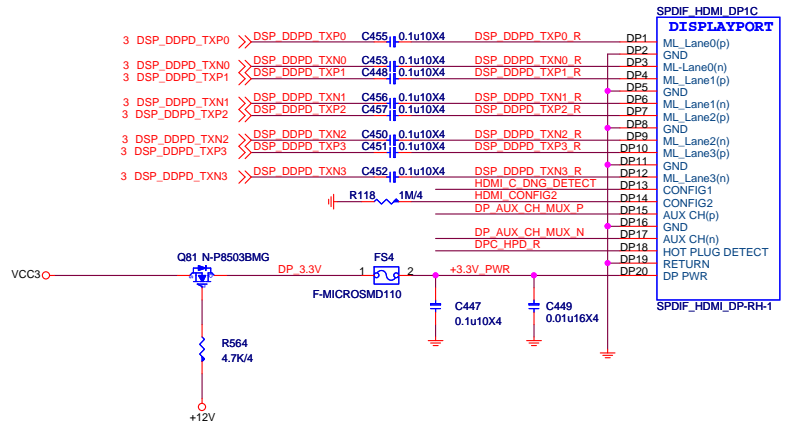 SPDIF_HDMI_DP1C
DISPLAYPORT
3 DSP_DDPD_TXP0 DSP_DDPD_TXP0 C455 0.1u10X4 DSP_DDPD_TXP0_R DP1 ML_Lane0(p)
DP2 GND
3 DSP_DDPD_TXN0 DSP_DDPD_TXN0 C453 0.1u10X4 DSP_DDPD_TXN0_R DP3 ML-Lane0(n)
3 DSP_DDPD_TXP1 DSP_DDPD_TXP1 C448 0.1u10X4 DSP_DDPD_TXP1_R DP4 ML_Lane1(p)
DP5 GND
3 DSP_DDPD_TXN1 DSP_DDPD_TXN1 C456 0.1u10X4 DSP_DDPD_TXN1_R DP6 ML_Lane1(n)
3 DSP_DDPD_TXP2 DSP_DDPD_TXP2 C457 0.1u10X4 DSP_DDPD_TXP2_R DP7 ML_Lane2(p)
DP8 GND
3 DSP_DDPD_TXN2 DSP_DDPD_TXN2 C450 0.1u10X4 DSP_DDPD_TXN2_R DP9 ML_Lane2(n)
3 DSP_DDPD_TXP3 DSP_DDPD_TXP3 C451 0.1u10X4 DSP_DDPD_TXP3_R DP10 ML_Lane3(p)
DP11 GND
3 DSP_DDPD_TXN3 DSP_DDPD_TXN3 C452 0.1u10X4 DSP_DDPD_TXN3_R DP12 ML_Lane3(n)
HDMI_C_DNG_DETECT DP13 CONFIG1
R118 1M/4 HDMI_CONFIG2 DP14 CONFIG2
DP_AUX_CH_MUX_P DP15 AUX CH(p)
DP16 GND
DP_AUX_CH_MUX_N DP17 AUX CH(n)
DPC_HPD_R DP18 HOT PLUG DETECT
DP19 RETURN
Q81 N-P8503BMG FS4
VCC3 DP_3.3V 1 2 +3.3V_PWR DP20 DP PWR
F-MICROSMD110
SPDIF_HDMI_DP-RH-1
C447 C449
0.1u10X4 0.01u16X4
R564
4.7K/4
+12V